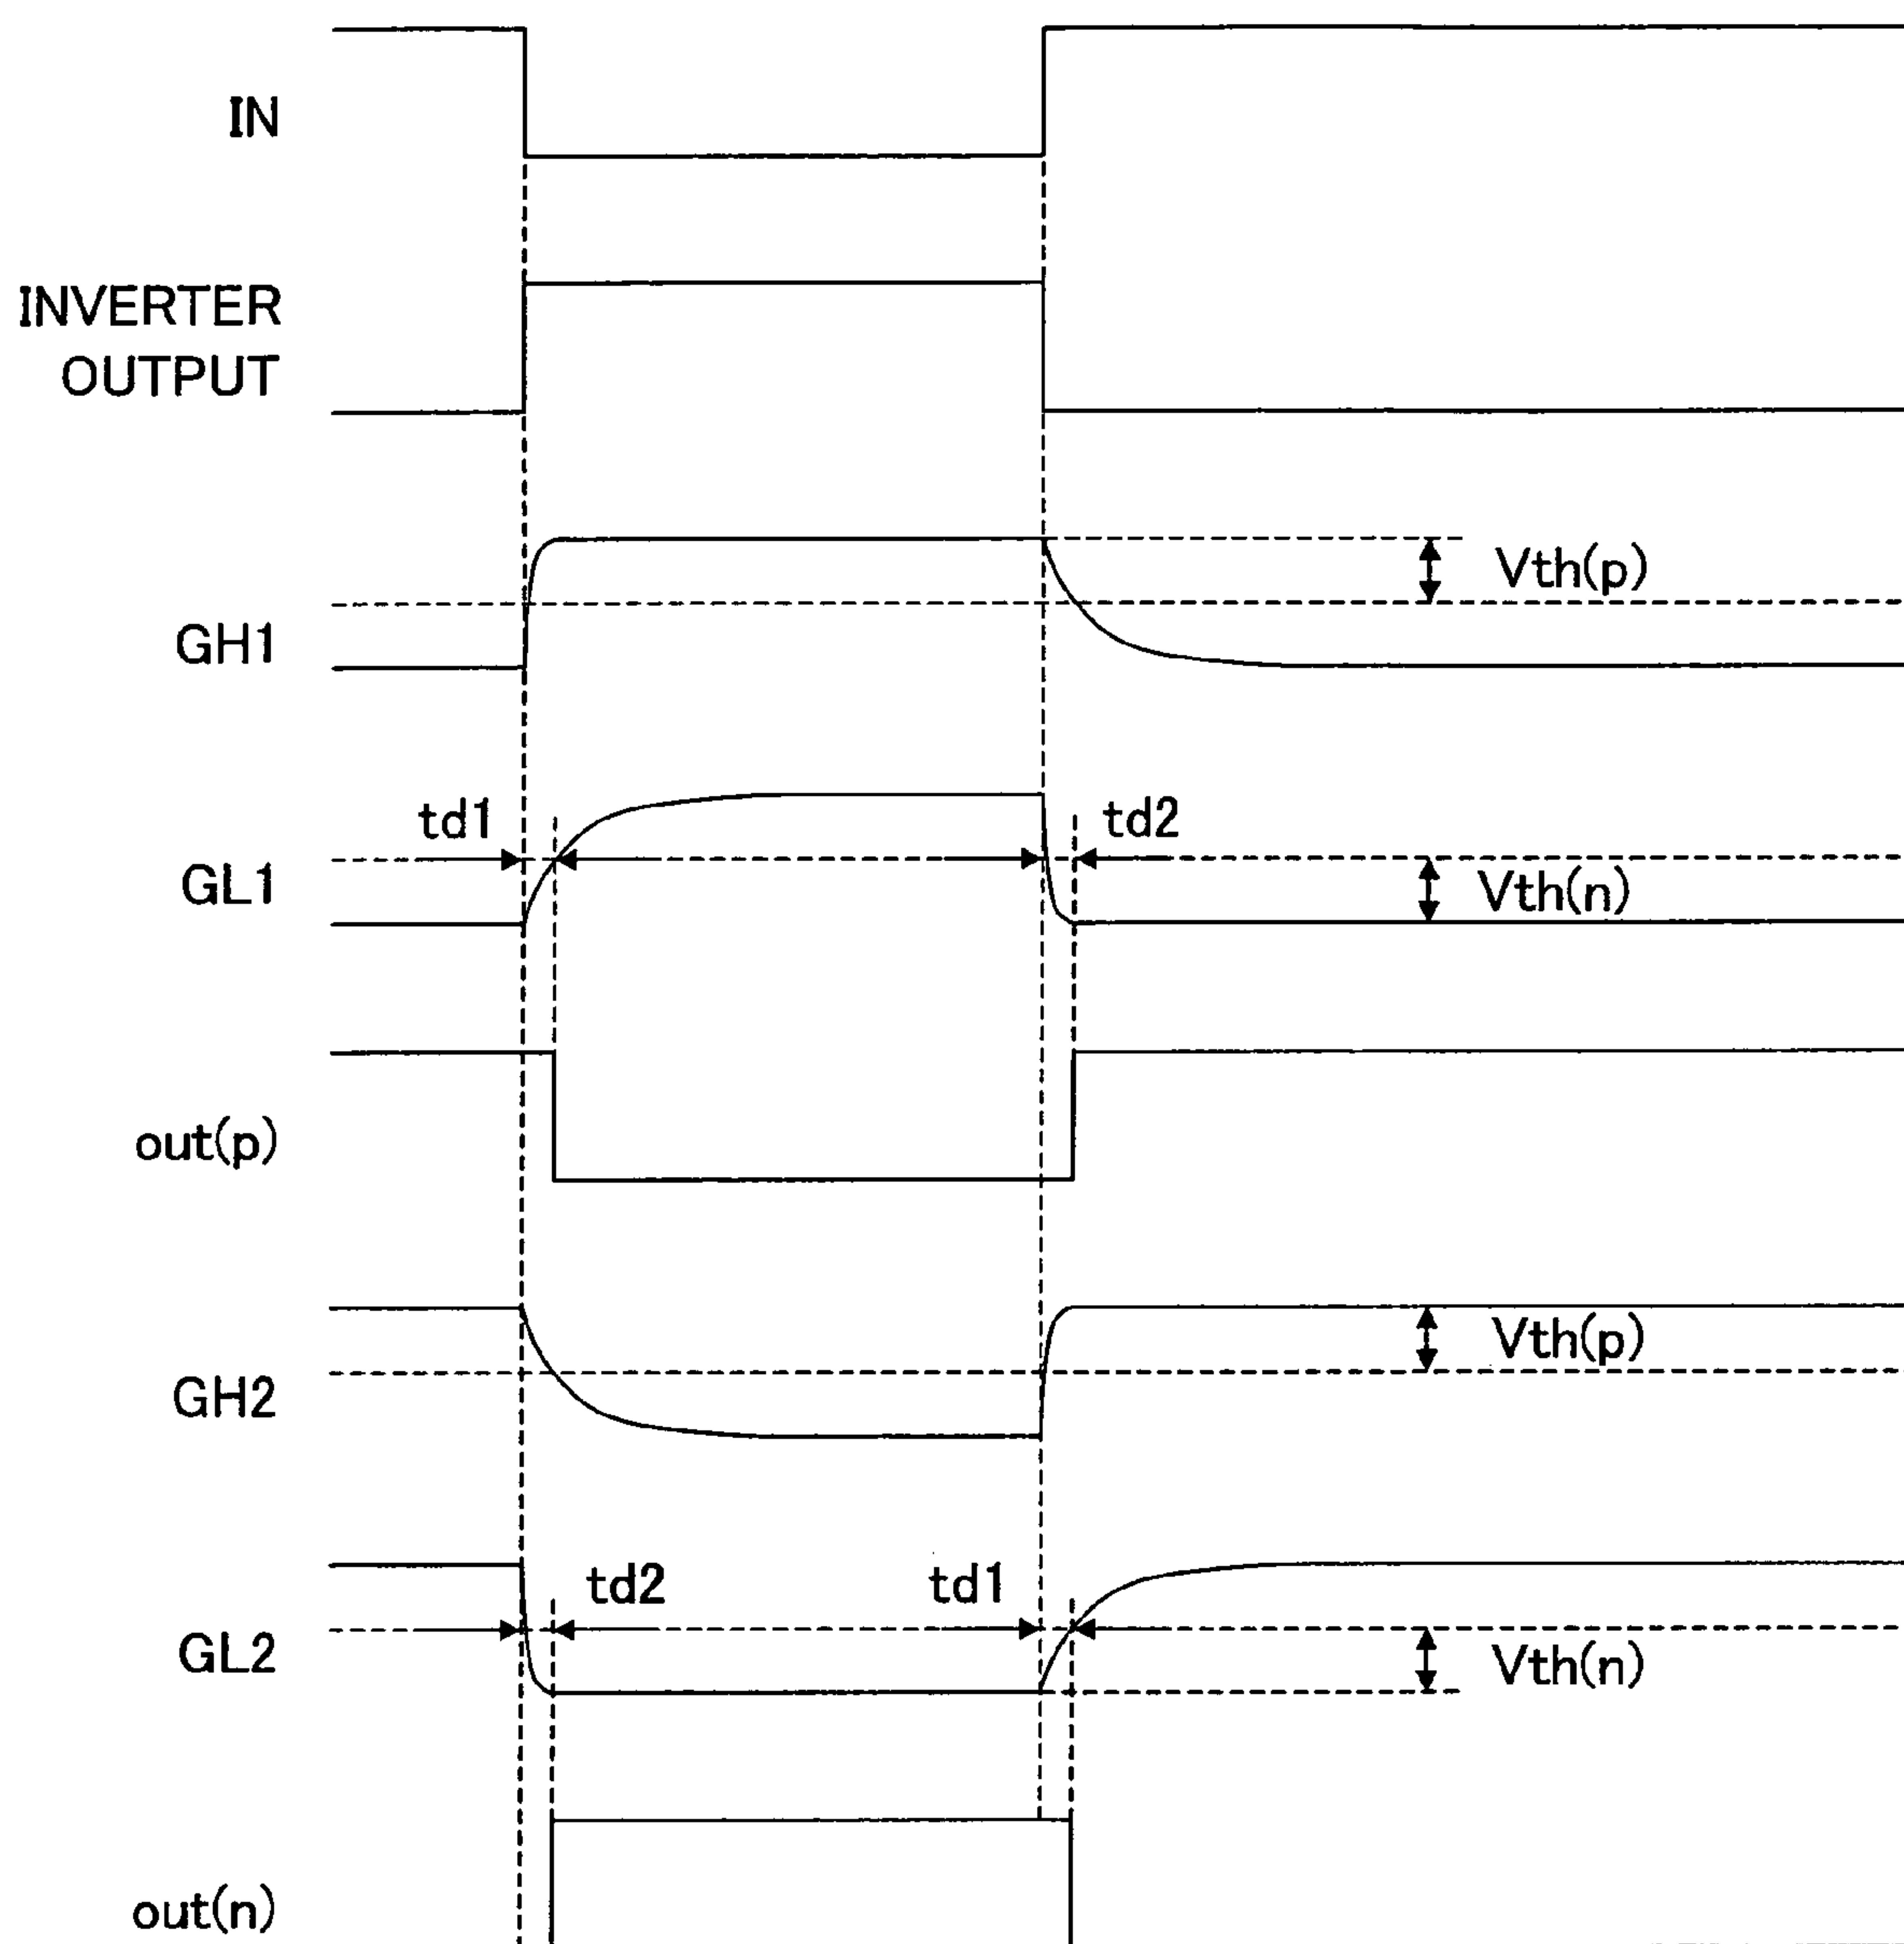 IN
INVERTER
OUTPUT
Vth(p)
GH1
td1
td2
GL1
Vth(n)
out(p)
Vth(p)
GH2
td2
td1
GL2
Vth(n)
out(n)